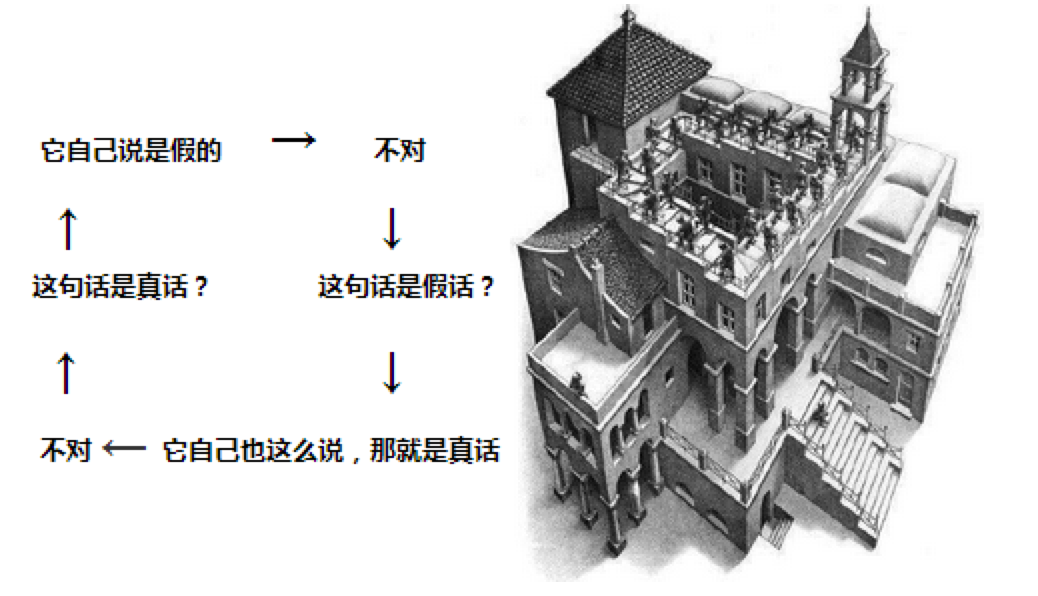 它自己说是假的 → 不对
↑ ↓
这句话是真话？ 这句话是假话？
↑ ↓
不对 ← 它自己也这么说，那就是真话